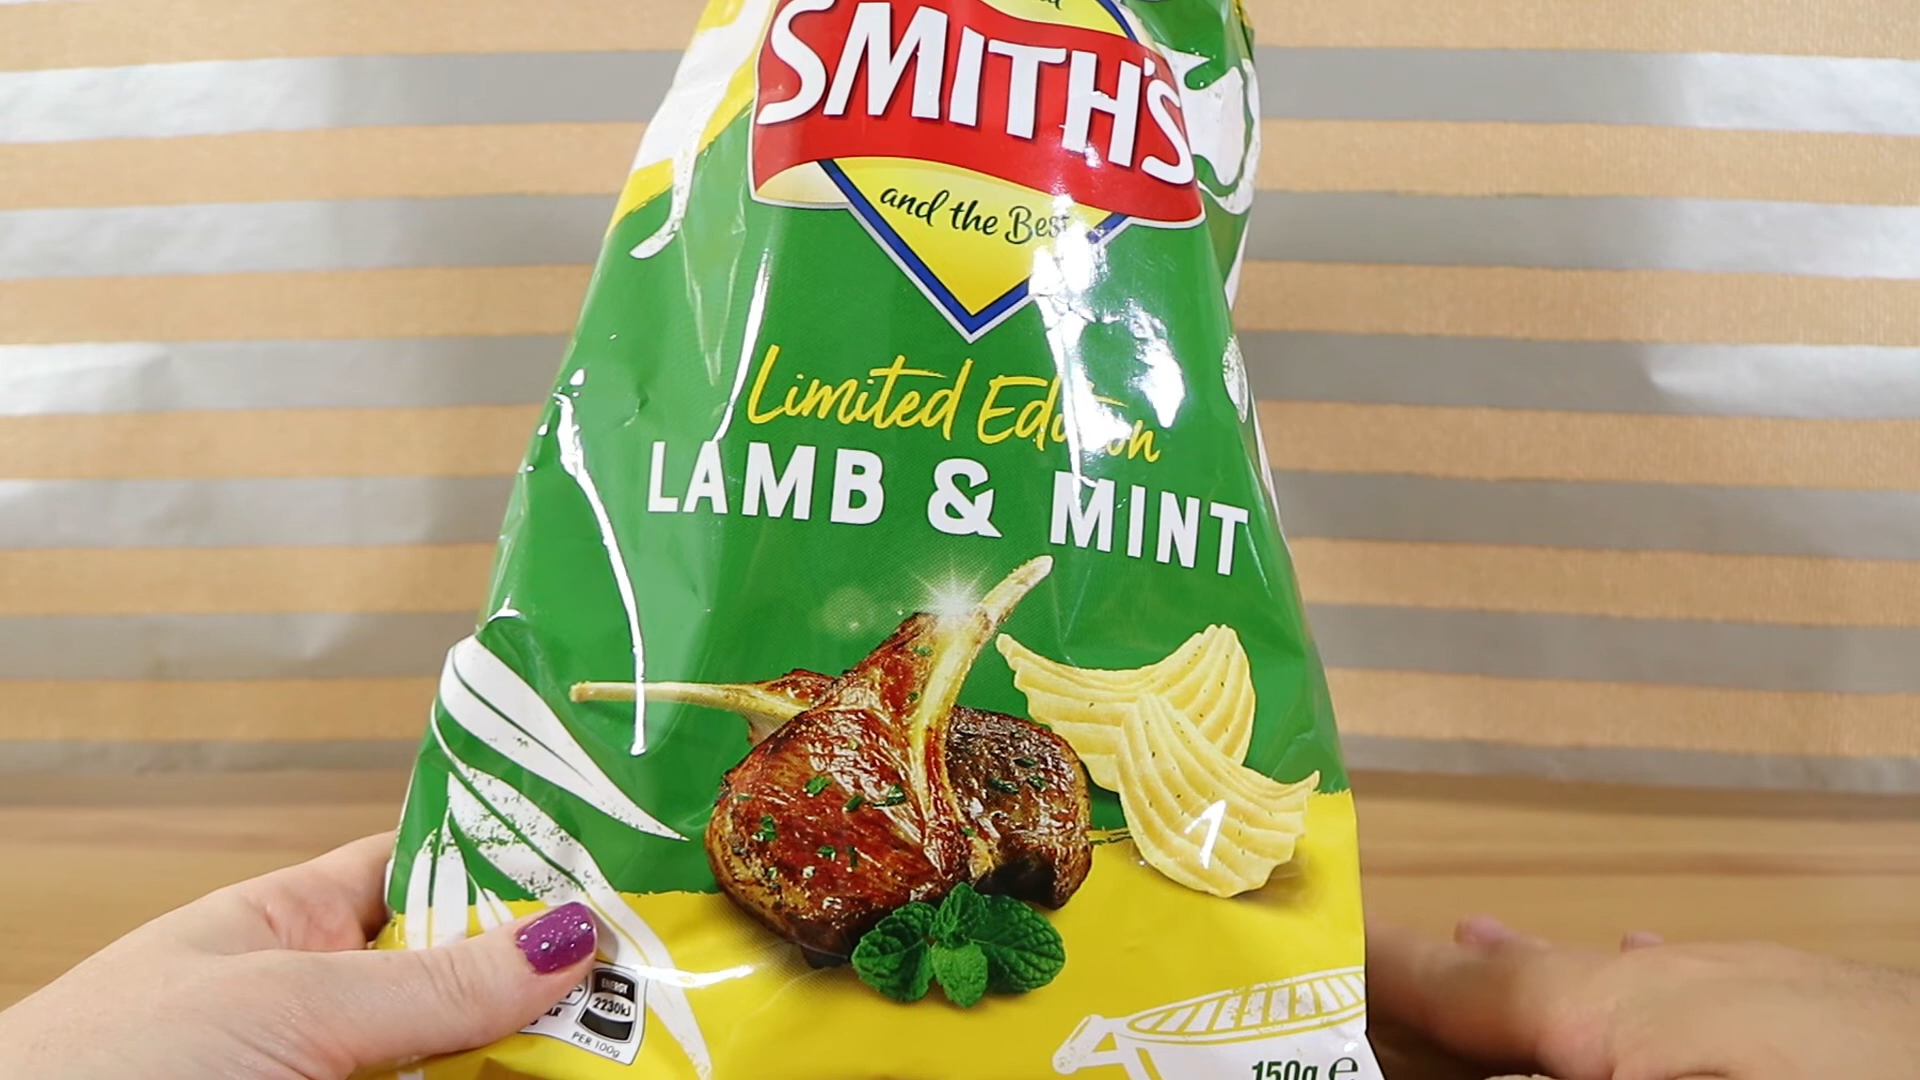 SMITH'S
and the Best
Limited Edition
LAMB & MINT
ENERGY
2230kJ
PER 100g
150g e